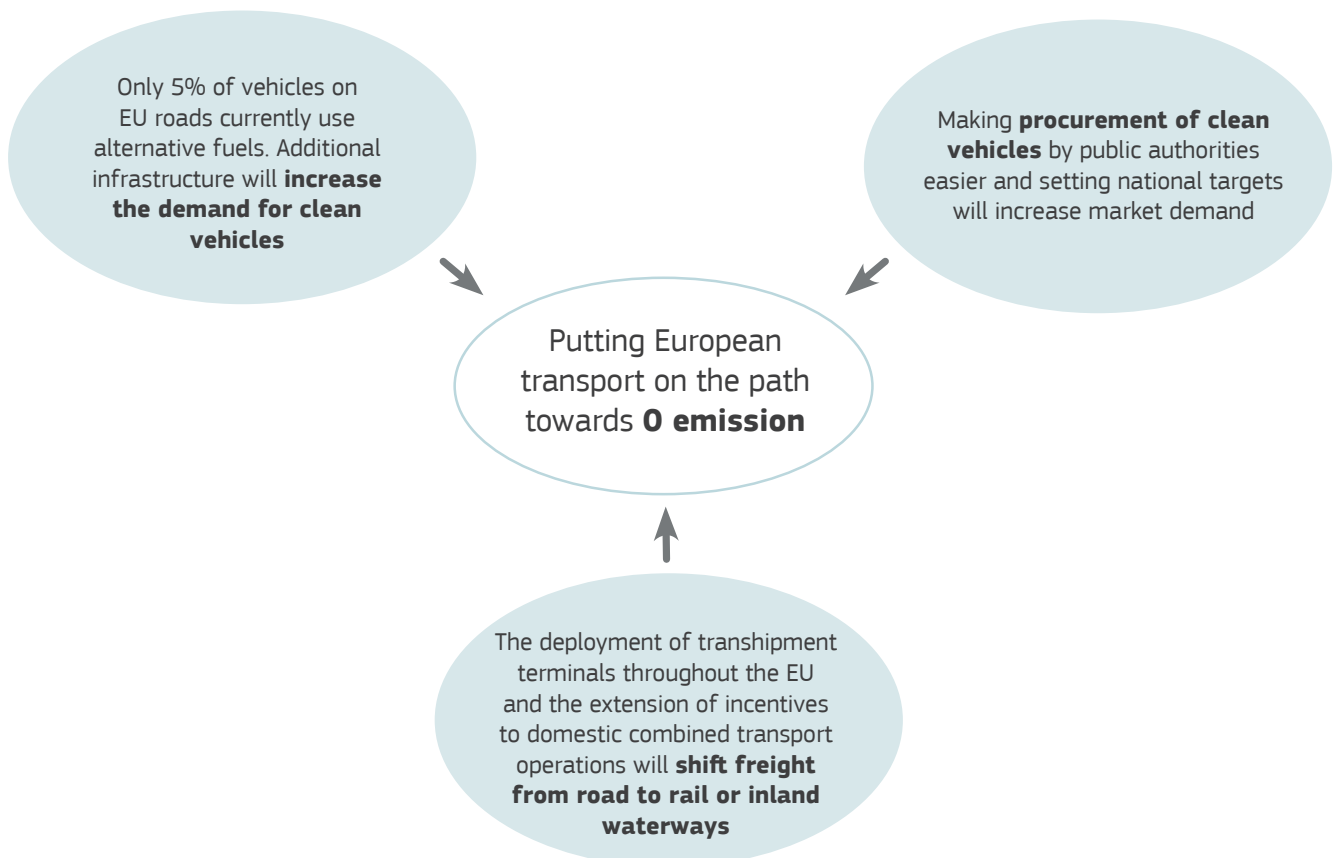 Only 5% of vehicles on
EU roads currently use
alternative fuels. Additional
infrastructure will increase
the demand for clean
vehicles
Making procurement of clean
vehicles by public authorities
easier and setting national targets
will increase market demand
Putting European
transport on the path
towards 0 emission
The deployment of transhipment
terminals throughout the EU
and the extension of incentives
to domestic combined transport
operations will shift freight
from road to rail or inland
waterways